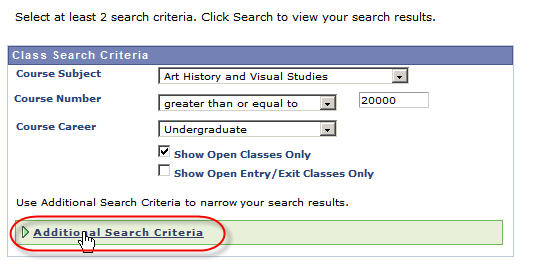 Select at least 2 search criteria. Click Search to view your search results.
Class Search Criteria
Course Subject Art History and Visual Studies
Course Number greater than or equal to 20000
Course Career Undergraduate
Show Open Classes Only
Show Open Entry/Exit Classes Only
Use Additional Search Criteria to narrow your search results.
Additional Search Criteria